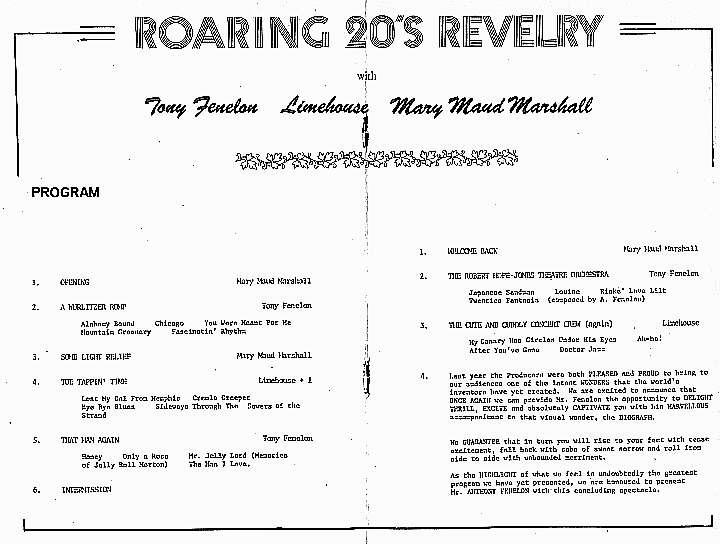 ROARING 20'S REVELRY
with
Tony Fenelon Limehouse Mary Maud Marshall
PROGRAM
1. OPENING Mary Maud Marshall
2. A WURLITZER ROMP Tony Fenelon
Alabamy Bound Chicago You Were Meant For Me
Mountain Greenery Fascinatin' Rhythm
3. SOME LIGHT RELIEF Mary Maud Marshall
4. TOE TAPPIN' TIME Limehouse + 1
Lost My Gal From Memphis Creole Creeper
Bye Bye Blues Sideways Through The Sewers of the
Strand
5. THAT MAN AGAIN Tony Fenelon
Honey Only a Rose Mr. Jelly Lord (Memories
of Jelly Roll Morton) The Man I Love.
6. INTERMISSION
1. WELCOME BACK Mary Maud Marshall
2. THE ROBERT HOPE-JONES THEATRE ORCHESTRA Tony Fenelon
Japanese Sandman Louise Lilt
Twenties Fantasia (composed by A. Fenelon)
3. THE CUTE AND CUDDLY CONCERT CREW (again) Limehouse
My Canary Has Circles Under His Eyes
After You've Gone Doctor Jazz
4. Last year the Producers were both PLEASED and PROUD to bring to
our audiences one of the latest WONDERS that the world's
inventors have yet created. We are excited to announce that
ONCE AGAIN we can provide Mr. Fenelon the opportunity to DELIGHT
THRILL, EXCITE and absolutely CAPTIVATE you with his MARVELLOUS
accompaniment to that visual wonder, the BIOGRAPH.
We GUARANTEE that in turn you will rise to your feet with tense
excitement, fall back with sobs of sweet sorrow and roll from
side to side with unbounded merriment.
As the HIGHLIGHT of what we feel is undoubtedly the greatest
program we have yet presented, we are honoured to present
Mr. ANTHONY FENELON with this concluding spectacle.